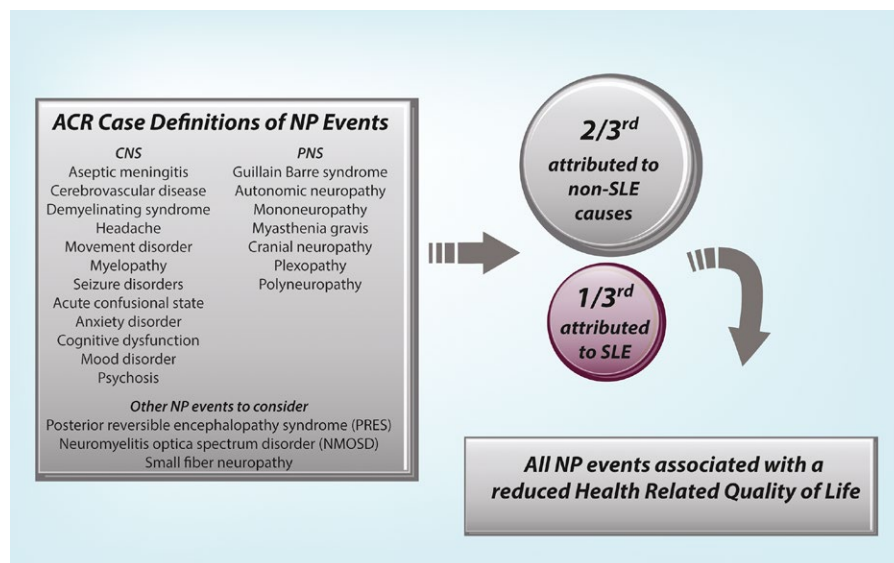 ACR Case Definitions of NP Events
CNS
Aseptic meningitis
Cerebrovascular disease
Demyelinating syndrome
Headache
Movement disorder
Myelopathy
Seizure disorders
Acute confusional state
Anxiety disorder
Cognitive dysfunction
Mood disorder
Psychosis
PNS
Guillain Barre syndrome
Autonomic neuropathy
Mononeuropathy
Myasthenia gravis
Cranial neuropathy
Plexopathy
Polyneuropathy
Other NP events to consider
Posterior reversible encephalopathy syndrome (PRES)
Neuromyelitis optica spectrum disorder (NMOSD)
Small fiber neuropathy
2/3rd
attributed to
non-SLE
causes
1/3rd
attributed
to SLE
All NP events associated with a
reduced Health Related Quality of Life